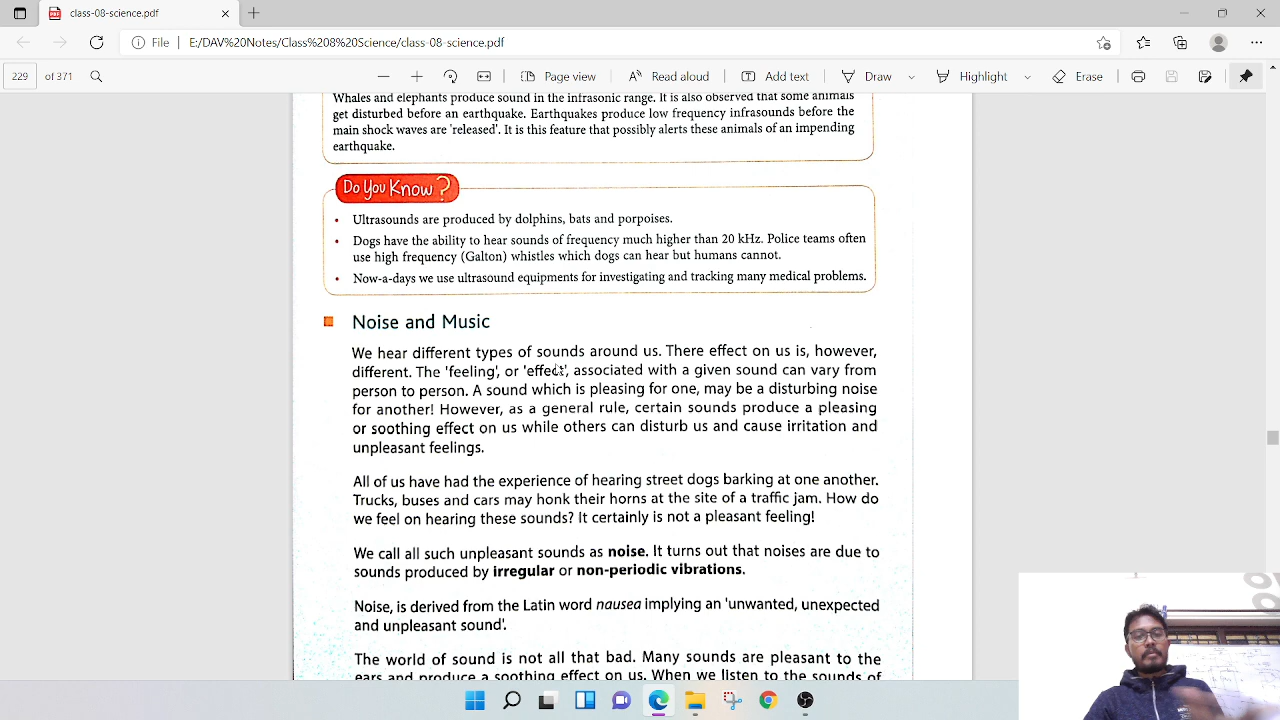 class-08-science.pdf
File | E:/DAV%20Notes/Class%208%20Science/class-08-science.pdf
229 of 371
Page view
Read aloud
Add text
Draw
Highlight
Erase
Whales and elephants produce sound in the infrasonic range. It is also observed that some animals
get disturbed before an earthquake. Earthquakes produce low frequency infrasounds before the
main shock waves are 'released'. It is this feature that possibly alerts these animals of an impending
earthquake.
Do You Know?
• Ultrasounds are produced by dolphins, bats and porpoises.
• Dogs have the ability to hear sounds of frequency much higher than 20 kHz. Police teams often
use high frequency (Galton) whistles which dogs can hear but humans cannot.
• Now-a-days we use ultrasound equipments for investigating and tracking many medical problems.
Noise and Music
We hear different types of sounds around us. There effect on us is, however,
different. The 'feeling', or 'effect', associated with a given sound can vary from
person to person. A sound which is pleasing for one, may be a disturbing noise
for another! However, as a general rule, certain sounds produce a pleasing
or soothing effect on us while others can disturb us and cause irritation and
unpleasant feelings.
All of us have had the experience of hearing street dogs barking at one another.
Trucks, buses and cars may honk their horns at the site of a traffic jam. How do
we feel on hearing these sounds? It certainly is not a pleasant feeling!
We call all such unpleasant sounds as noise. It turns out that noises are due to
sounds produced by irregular or non-periodic vibrations.
Noise, is derived from the Latin word nausea implying an 'unwanted, unexpected
and unpleasant sound'.
The world of sound is not all that bad. Many sounds are pleasant to the
ears and produce a soothing effect on us. When we listen to the sounds of